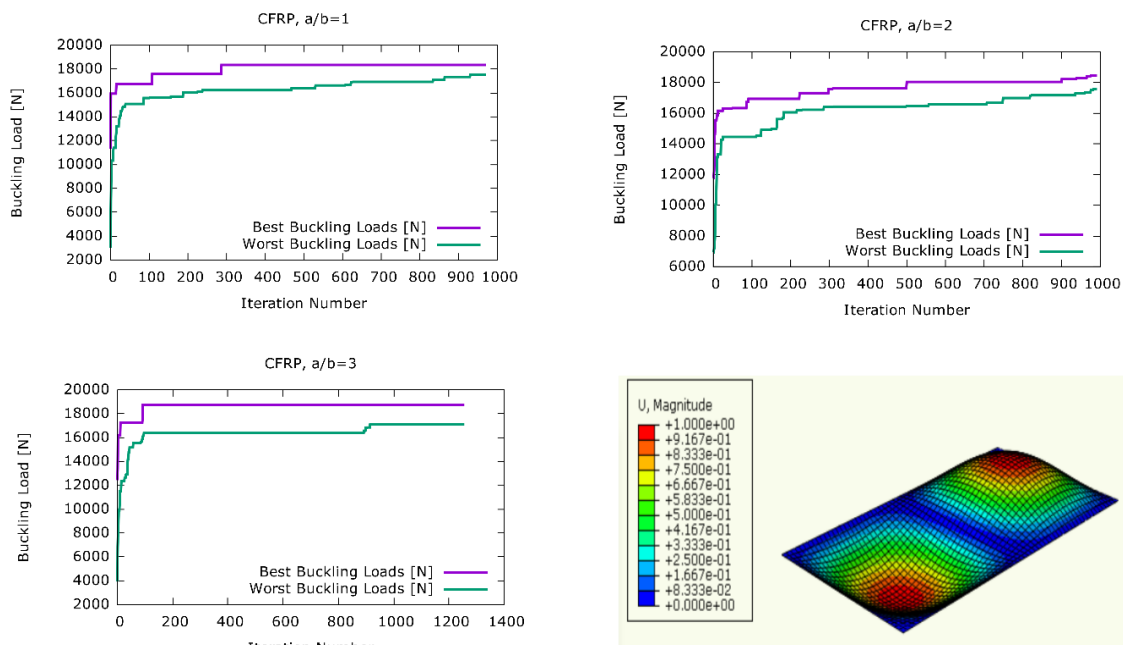 CFRP, a/b=1
20000
18000
16000
14000
12000
10000
8000
6000
4000
2000
Buckling Load [N]
Best Buckling Loads [N]
Worst Buckling Loads [N]
0 100 200 300 400 500 600 700 800 900 1000
Iteration Number
CFRP, a/b=2
20000
18000
16000
14000
12000
10000
8000
6000
Buckling Load [N]
Best Buckling Loads [N]
Worst Buckling Loads [N]
0 100 200 300 400 500 600 700 800 900 1000
Iteration Number
CFRP, a/b=3
20000
18000
16000
14000
12000
10000
8000
6000
4000
2000
Buckling Load [N]
Best Buckling Loads [N]
Worst Buckling Loads [N]
0 200 400 600 800 1000 1200 1400
Iteration Number
U, Magnitude
+1.000e+00
+9.167e-01
+8.333e-01
+7.500e-01
+6.667e-01
+5.833e-01
+5.000e-01
+4.167e-01
+3.333e-01
+2.500e-01
+1.667e-01
+8.333e-02
+0.000e+00